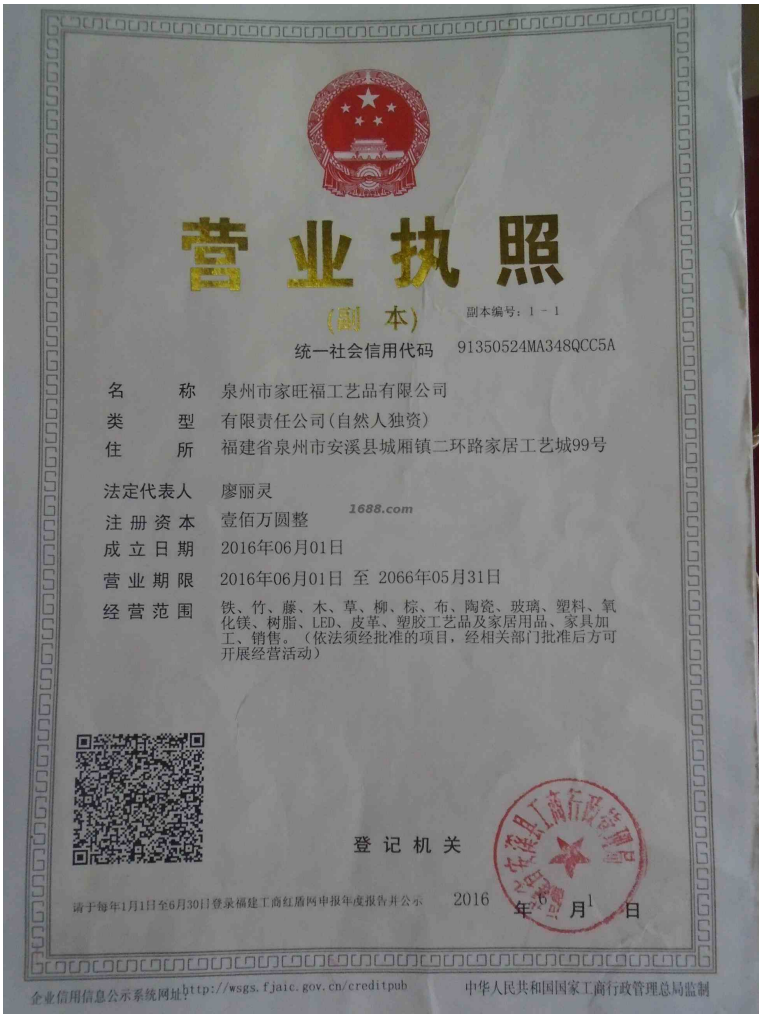 营业执照
(副 本)
副本编号：1 - 1
统一社会信用代码 91350524MA348QCC5A
名 称 泉州市家旺福工艺品有限公司
类 型 有限责任公司(自然人独资)
住 所 福建省泉州市安溪县城厢镇二环路家居工艺城99号
法定代表人 廖丽灵
1688.com
注册资本 壹佰万圆整
成立日期 2016年06月01日
营业期限 2016年06月01日 至 2066年05月31日
经营范围 铁、竹、藤、木、草、柳、棕、布、陶瓷、玻璃、塑料、氧
化镁、树脂、LED、皮革、塑胶工艺品及家居用品、家具加
工、销售。（依法须经批准的项目，经相关部门批准后方可
开展经营活动）
登记机关
安溪县工商行政管理局
2016 年 6 月 1 日
请于每年1月1日至6月30日登录福建工商红盾网申报年度报告并公示
企业信用信息公示系统网址：http://wsgs.fjaic.gov.cn/creditpub
中华人民共和国国家工商行政管理总局监制